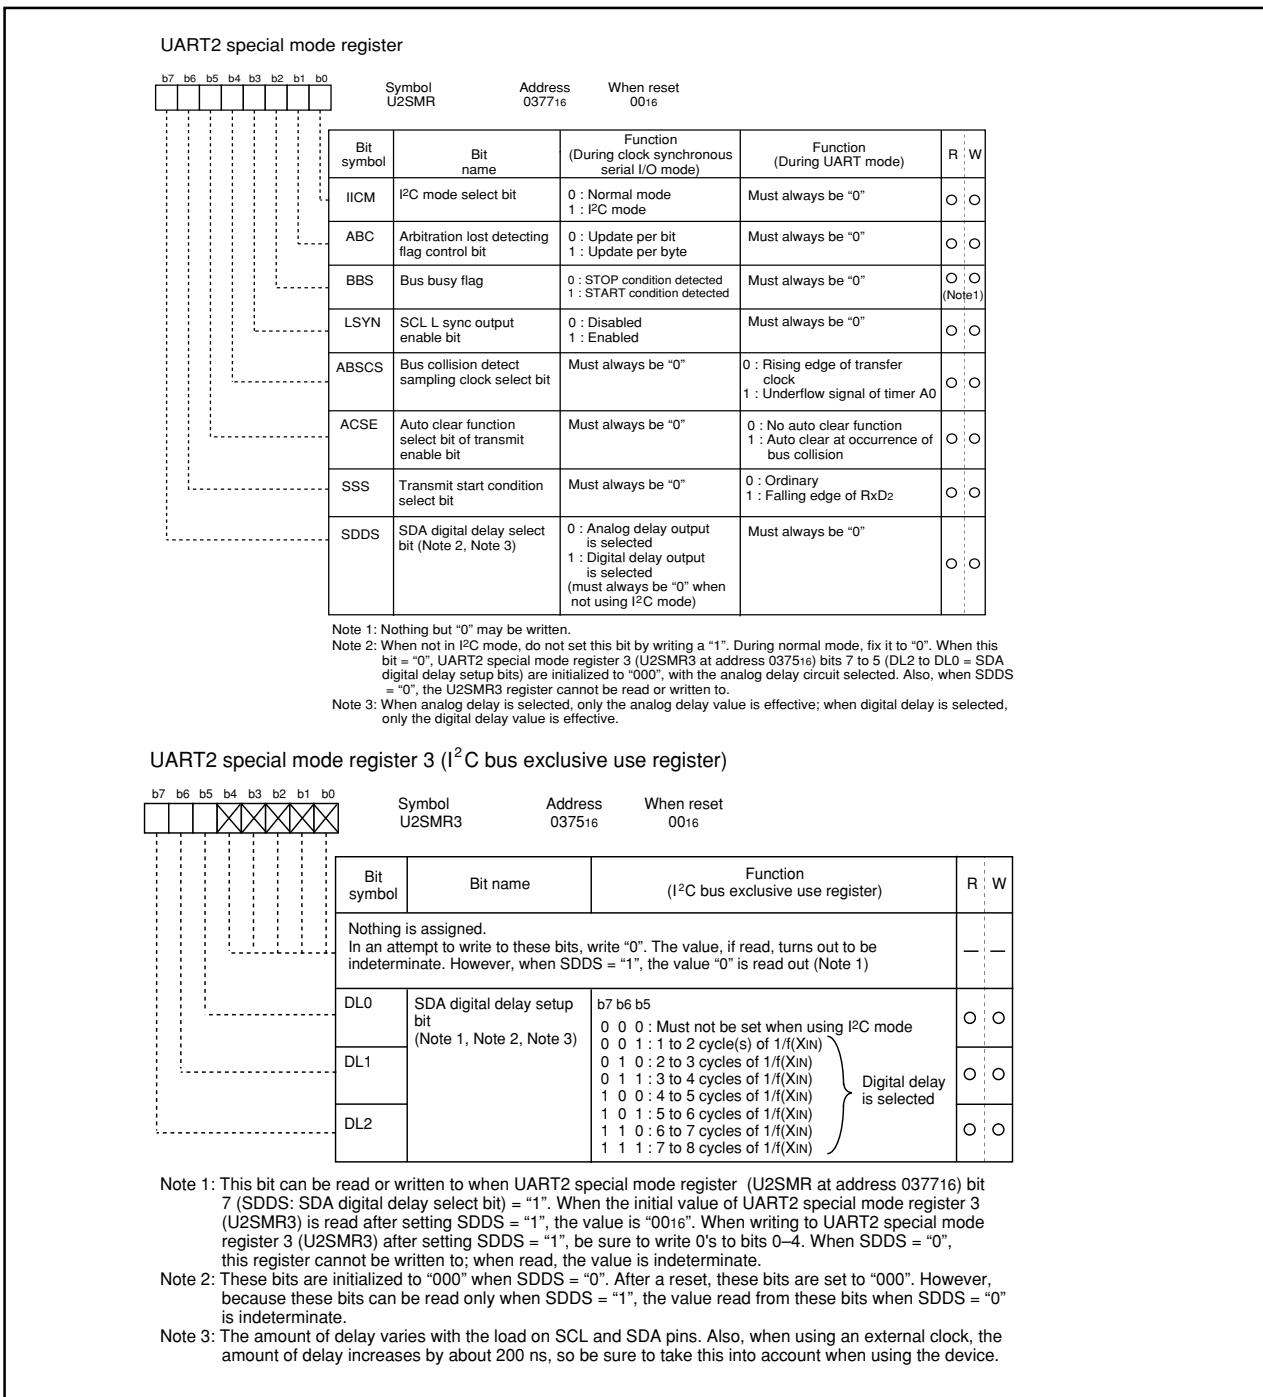 UART2 special mode register
b7 b6 b5 b4 b3 b2 b1 b0
Symbol Address When reset
U2SMR 037716 0016
Bit symbol Bit name Function (During clock synchronous serial I/O mode) Function (During UART mode) R W
IICM I2C mode select bit 0 : Normal mode Must always be “0”
1 : I2C mode
ABC Arbitration lost detecting 0 : Update per bit Must always be “0”
flag control bit 1 : Update per byte
BBS Bus busy flag 0 : STOP condition detected Must always be “0”
1 : START condition detected (Note1)
LSYN SCL L sync output 0 : Disabled Must always be “0”
enable bit 1 : Enabled
ABSCS Bus collision detect Must always be “0” 0 : Rising edge of transfer
sampling clock select bit clock
1 : Underflow signal of timer A0
ACSE Auto clear function Must always be “0” 0 : No auto clear function
select bit of transmit 1 : Auto clear at occurrence of
enable bit bus collision
SSS Transmit start condition Must always be “0” 0 : Ordinary
select bit 1 : Falling edge of RxD2
SDDS SDA digital delay select 0 : Analog delay output Must always be “0”
bit (Note 2, Note 3) is selected
1 : Digital delay output
is selected
(must always be “0” when
not using I2C mode)
Note 1: Nothing but “0” may be written.
Note 2: When not in I2C mode, do not set this bit by writing a “1”. During normal mode, fix it to “0”. When this
bit = “0”, UART2 special mode register 3 (U2SMR3 at address 037516) bits 7 to 5 (DL2 to DL0 = SDA
digital delay setup bits) are initialized to “000”, with the analog delay circuit selected. Also, when SDDS
= “0”, the U2SMR3 register cannot be read or written to.
Note 3: When analog delay is selected, only the analog delay value is effective; when digital delay is selected,
only the digital delay value is effective.
UART2 special mode register 3 (I2C bus exclusive use register)
b7 b6 b5 b4 b3 b2 b1 b0
Symbol Address When reset
U2SMR3 037516 0016
Bit symbol Bit name Function (I2C bus exclusive use register) R W
Nothing is assigned.
In an attempt to write to these bits, write “0”. The value, if read, turns out to be
indeterminate. However, when SDDS = “1”, the value “0” is read out (Note 1)
— —
DL0 SDA digital delay setup b7 b6 b5
bit
(Note 1, Note 2, Note 3)
0 0 0 : Must not be set when using I2C mode
0 0 1 : 1 to 2 cycle(s) of 1/f(XIN)
DL1 0 1 0 : 2 to 3 cycles of 1/f(XIN)
0 1 1 : 3 to 4 cycles of 1/f(XIN)
1 0 0 : 4 to 5 cycles of 1/f(XIN)
1 0 1 : 5 to 6 cycles of 1/f(XIN)
DL2 1 1 0 : 6 to 7 cycles of 1/f(XIN)
1 1 1 : 7 to 8 cycles of 1/f(XIN)
Digital delay
is selected
Note 1: This bit can be read or written to when UART2 special mode register (U2SMR at address 037716) bit
7 (SDDS: SDA digital delay select bit) = “1”. When the initial value of UART2 special mode register 3
(U2SMR3) is read after setting SDDS = “1”, the value is “0016”. When writing to UART2 special mode
register 3 (U2SMR3) after setting SDDS = “1”, be sure to write 0's to bits 0–4. When SDDS = “0”,
this register cannot be written to; when read, the value is indeterminate.
Note 2: These bits are initialized to “000” when SDDS = “0”. After a reset, these bits are set to “000”. However,
because these bits can be read only when SDDS = “1”, the value read from these bits when SDDS = “0”
is indeterminate.
Note 3: The amount of delay varies with the load on SCL and SDA pins. Also, when using an external clock, the
amount of delay increases by about 200 ns, so be sure to take this into account when using the device.